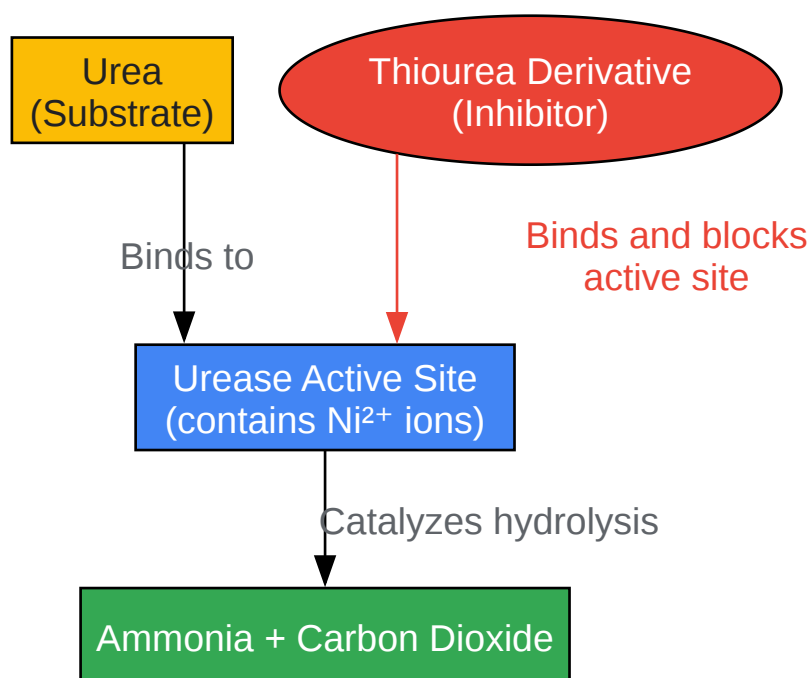 Urea
(Substrate)
Thiourea Derivative
(Inhibitor)
Binds to
Binds and blocks
active site
Urease Active Site
(contains Ni²⁺ ions)
Catalyzes hydrolysis
Ammonia + Carbon Dioxide